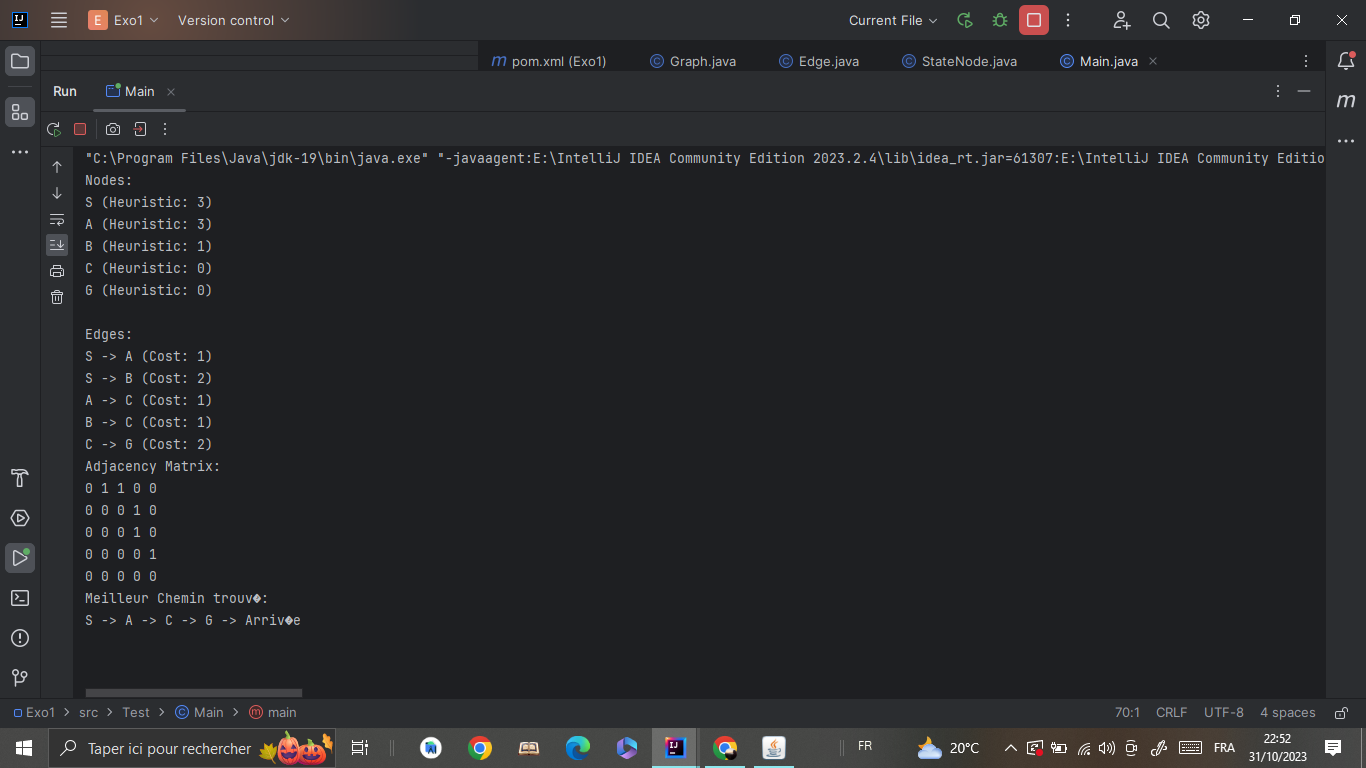 Exo1 Version control Current File
pom.xml (Exo1) Graph.java Edge.java StateNode.java Main.java
Run Main
"C:\Program Files\Java\jdk-19\bin\java.exe" "-javaagent:E:\IntelliJ IDEA Community Edition 2023.2.4\lib\idea_rt.jar=61307:E:\IntelliJ IDEA Community Editio
Nodes:
S (Heuristic: 3)
A (Heuristic: 3)
B (Heuristic: 1)
C (Heuristic: 0)
G (Heuristic: 0)
Edges:
S -> A (Cost: 1)
S -> B (Cost: 2)
A -> C (Cost: 1)
B -> C (Cost: 1)
C -> G (Cost: 2)
Adjacency Matrix:
0 1 1 0 0
0 0 0 1 0
0 0 0 1 0
0 0 0 0 1
0 0 0 0 0
Meilleur Chemin trouv�:
S -> A -> C -> G -> Arriv�e
Exo1 > src > Test > Main > main 70:1 CRLF UTF-8 4 spaces
Taper ici pour rechercher FR 20°C FRA 22:52
31/10/2023